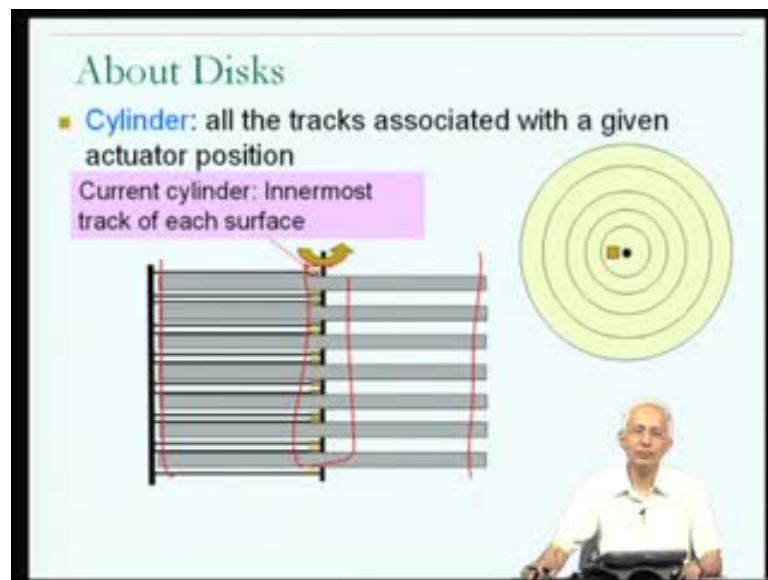 About Disks
Cylinder: all the tracks associated with a given
actuator position
Current cylinder: Innermost
track of each surface